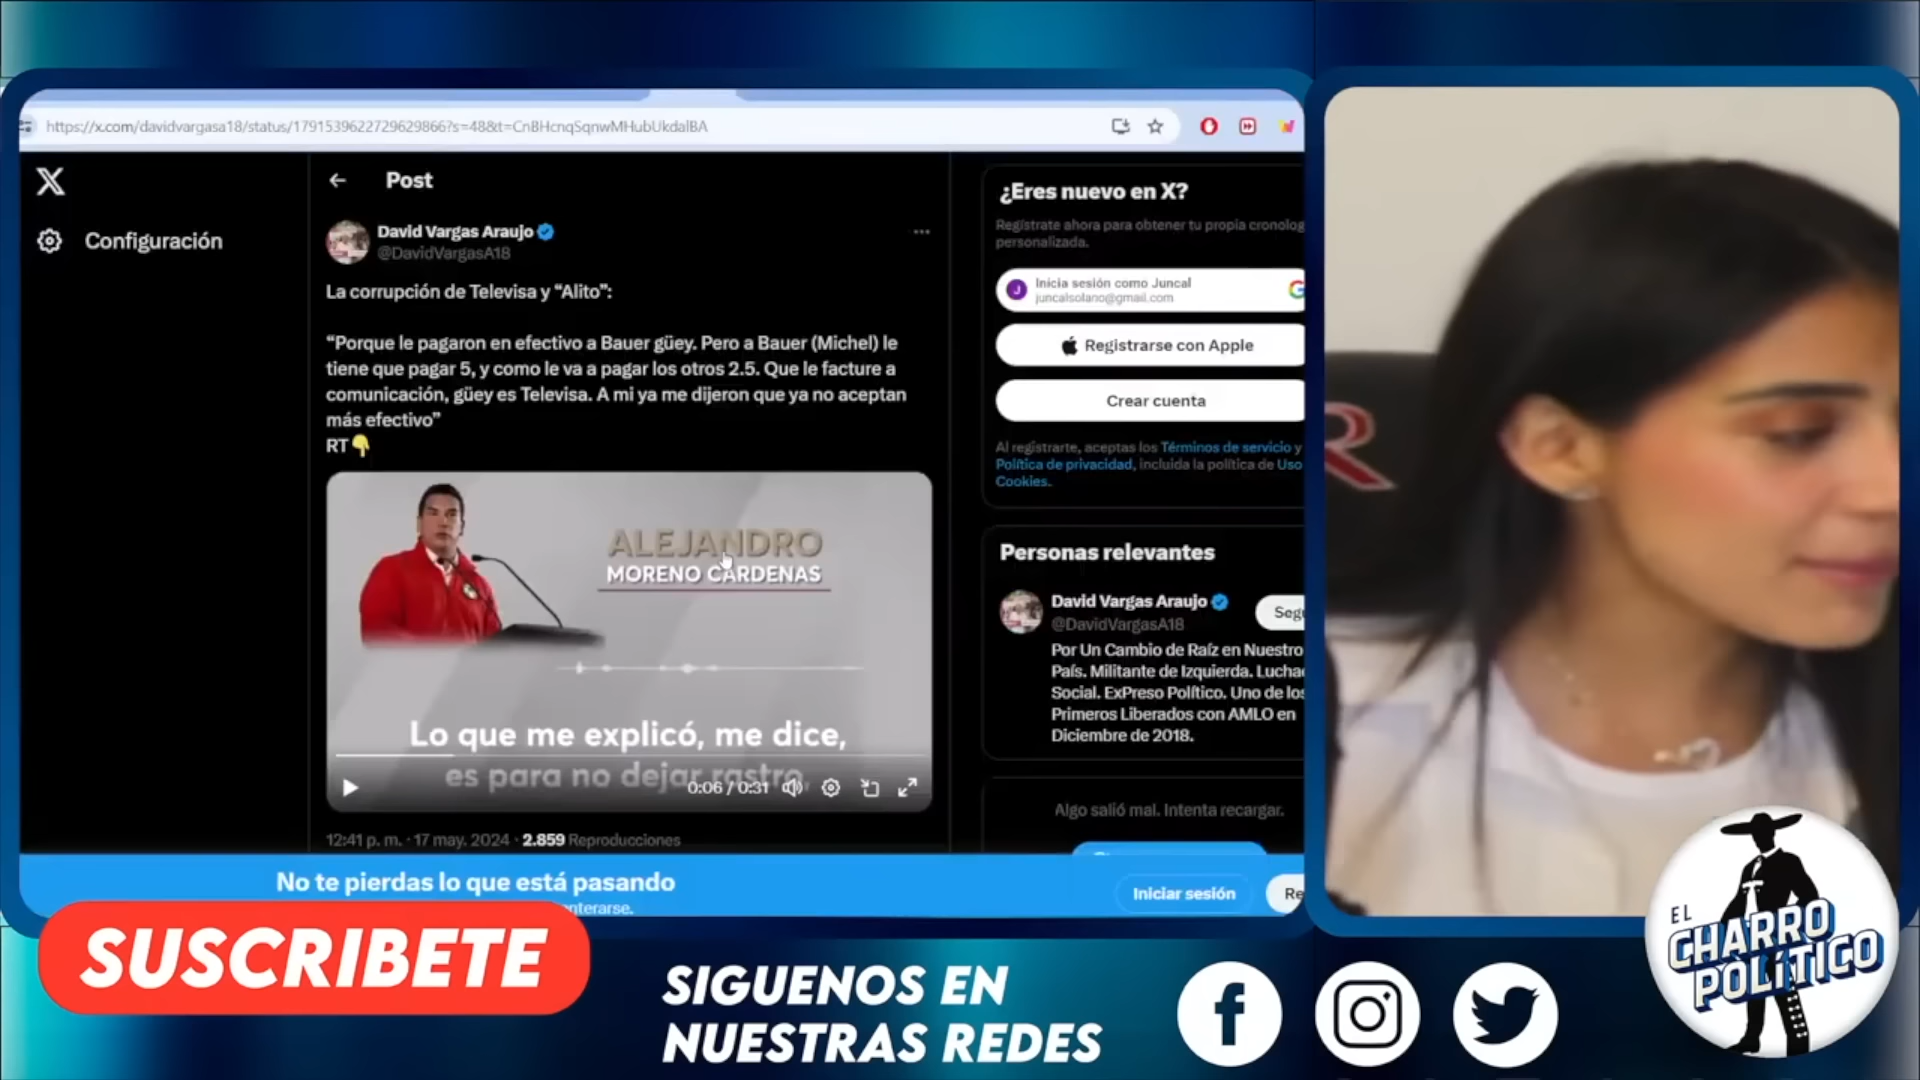 https://x.com/davidvargasa18/status/1791539622729629866?s=48&t=CnBHcnqSqnwMHubUkdalBA
Configuración
Post
David Vargas Araujo
@DavidVargasA18
La corrupción de Televisa y “Alito”:
“Porque le pagaron en efectivo a Bauer güey. Pero a Bauer (Michel) le
tiene que pagar 5, y como le va a pagar los otros 2.5. Que le facture a
comunicación, güey es Televisa. A mi ya me dijeron que ya no aceptan
más efectivo”
RT
ALEJANDRO
MORENO CÁRDENAS
Lo que me explicó, me dice,
es para no dejar rastro,
0:06 / 0:31
12:41 p. m. · 17 may. 2024 · 2.859 Reproducciones
¿Eres nuevo en X?
Regístrate ahora para obtener tu propia cronolog
personalizada.
J
Inicia sesión como Juncal
juncalsolano@gmail.com
Registrarse con Apple
Crear cuenta
Al registrarte, aceptas los Términos de servicio y
Política de privacidad, incluida la política de Uso
Cookies.
Personas relevantes
David Vargas Araujo
@DavidVargasA18
Segu
Por Un Cambio de Raíz en Nuestro
País. Militante de Izquierda. Lucha
Social. ExPreso Político. Uno de los
Primeros Liberados con AMLO en
Diciembre de 2018.
Algo salió mal. Intenta recargar.
No te pierdas lo que está pasando
enterarse.
Iniciar sesión
Re
R
SUSCRIBETE
SIGUENOS EN
NUESTRAS REDES
EL
CHARRO
POLÍTICO